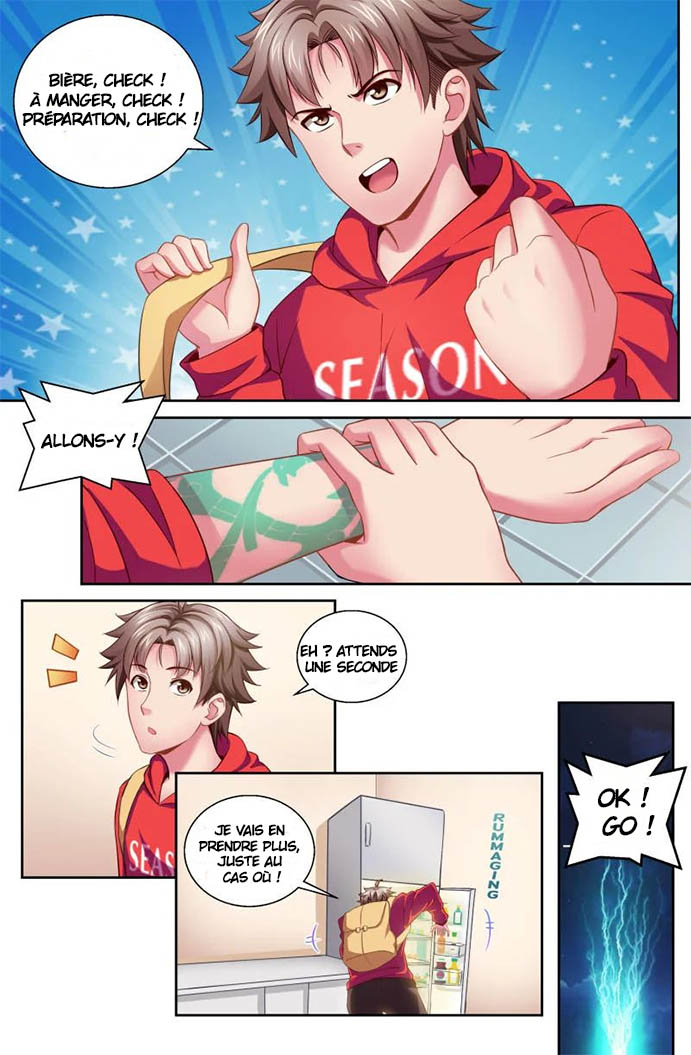 BIÈRE, CHECK !
À MANGER, CHECK !
PRÉPARATION, CHECK !
SEASON
ALLONS-Y !
EH ? ATTENDS
UNE SECONDE
SEAS
JE VAIS EN
PRENDRE PLUS,
JUSTE AU
CAS OÙ !
RUMMAGING
OK !
GO !